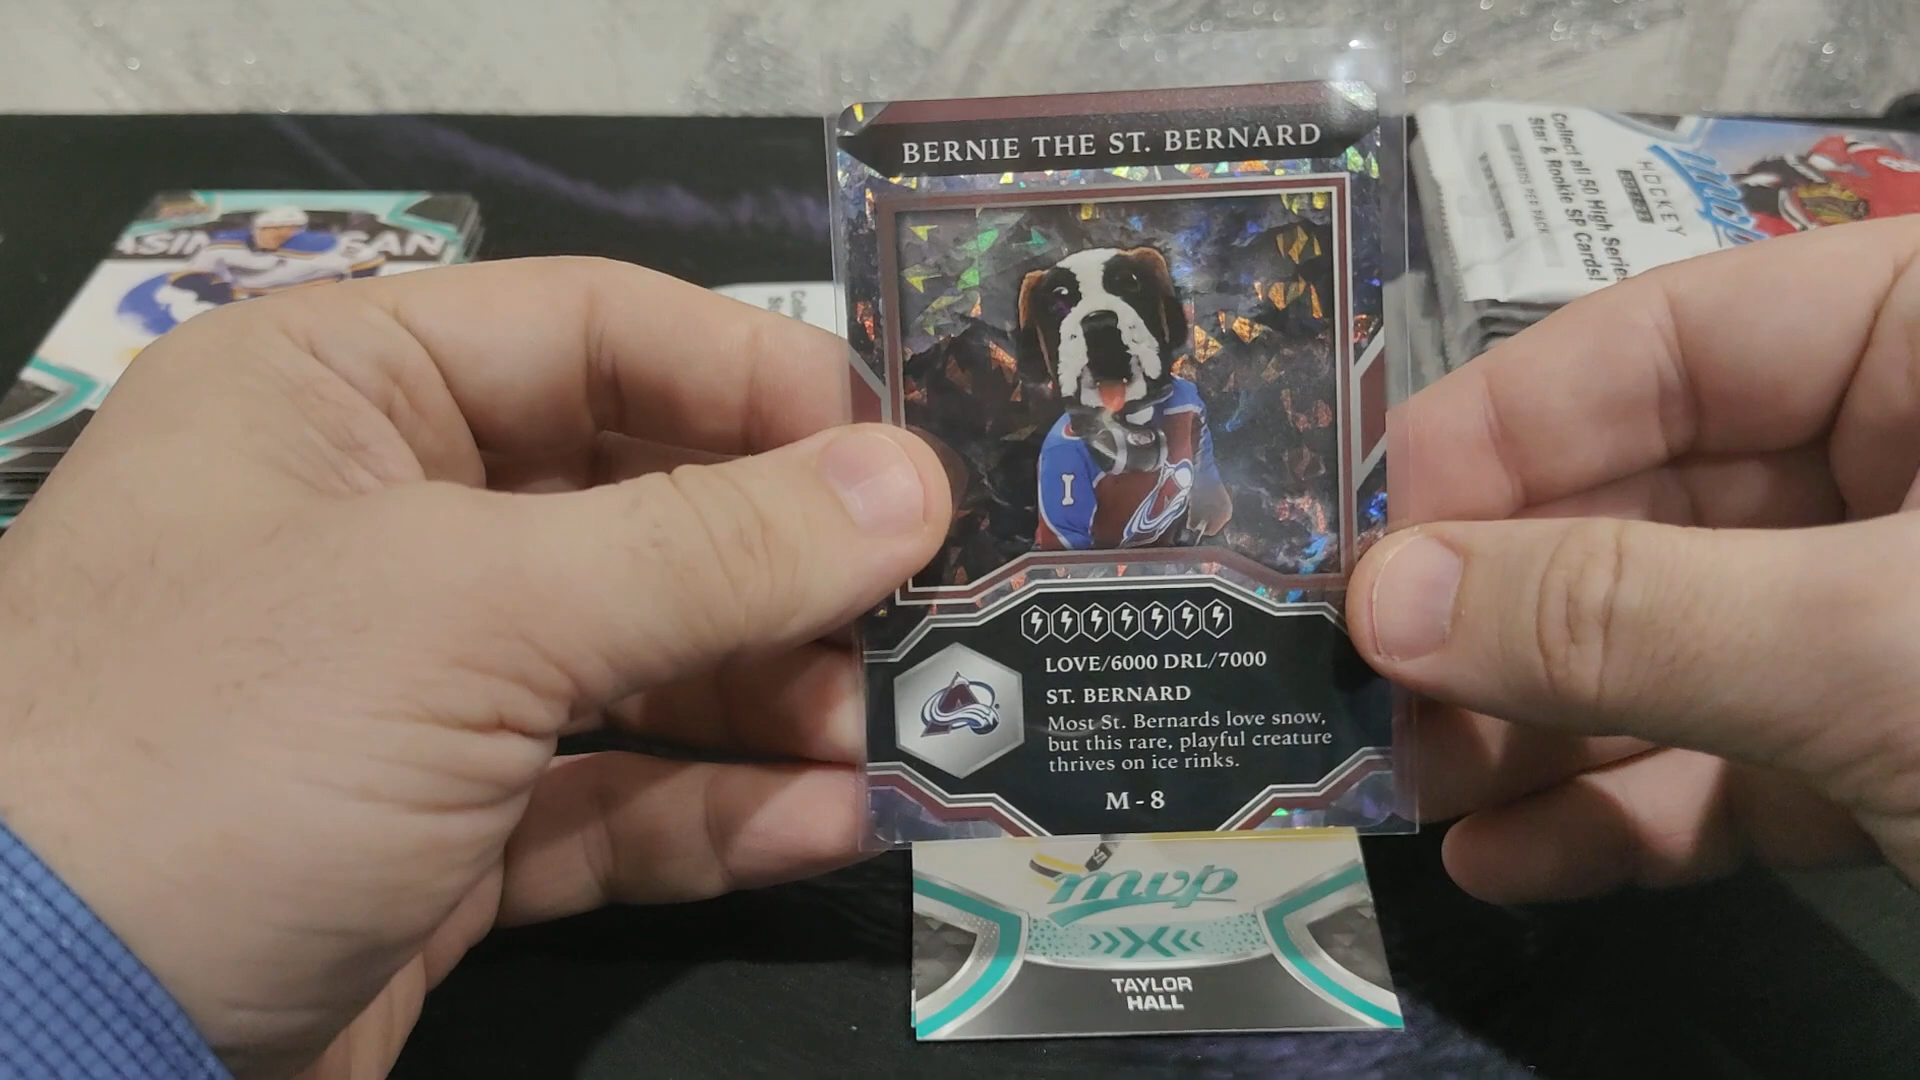 BERNIE THE ST. BERNARD
I
LOVE/6000 DRL/7000
ST. BERNARD
Most St. Bernards love snow,
but this rare, playful creature
thrives on ice rinks.
M - 8
mvp
TAYLOR
HALL
Collect all 50 High Series
Star & Rookie SP Cards!
HOCKEY
mvp